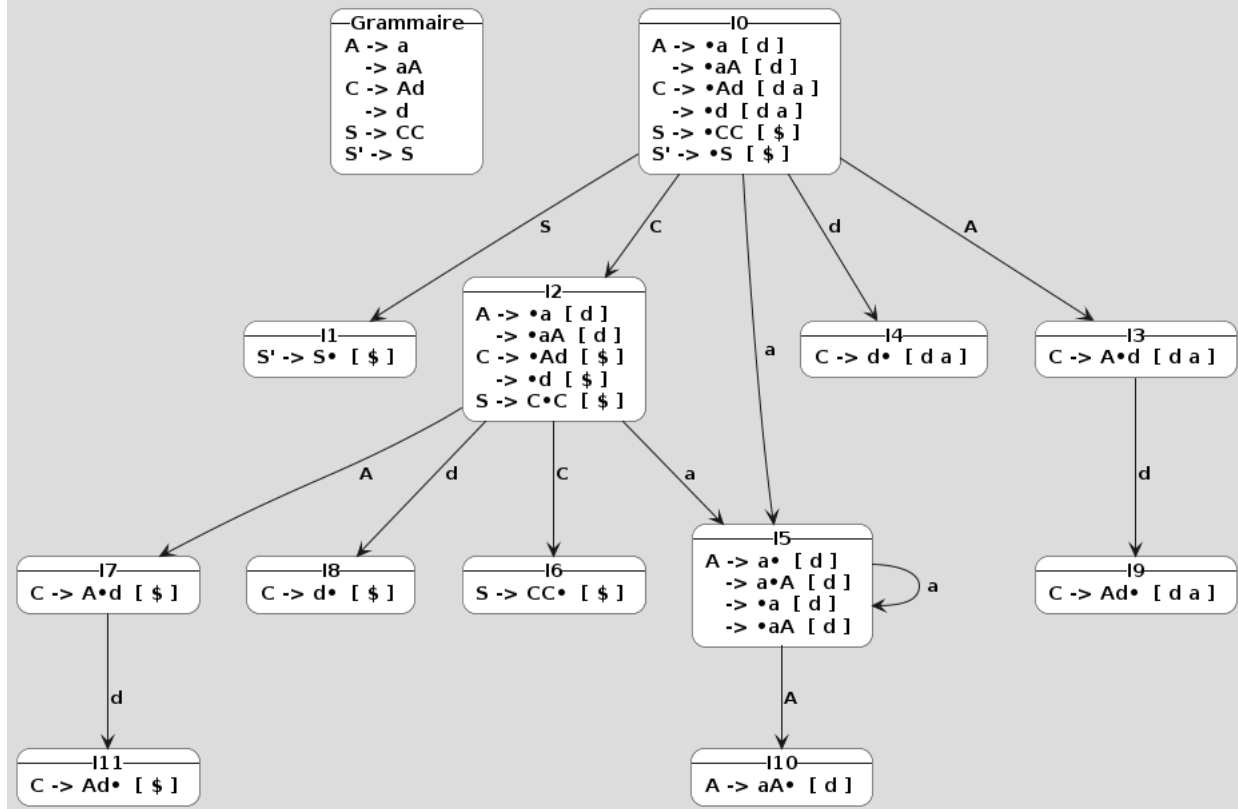 Grammaire
A -> a
-> aA
C -> Ad
-> d
S -> CC
S' -> S
I0
A -> •a [ d ]
-> •aA [ d ]
C -> •Ad [ d a ]
-> •d [ d a ]
S -> •CC [ $ ]
S' -> •S [ $ ]
S
C
a
d
A
I2
A -> •a [ d ]
-> •aA [ d ]
C -> •Ad [ $ ]
-> •d [ $ ]
S -> C•C [ $ ]
I1
S' -> S• [ $ ]
I4
C -> d• [ d a ]
I3
C -> A•d [ d a ]
A
d
C
a
d
I7
C -> A•d [ $ ]
I8
C -> d• [ $ ]
I6
S -> CC• [ $ ]
I5
A -> a• [ d ]
-> a•A [ d ]
-> •a [ d ]
-> •aA [ d ]
a
I9
C -> Ad• [ d a ]
d
A
I11
C -> Ad• [ $ ]
I10
A -> aA• [ d ]